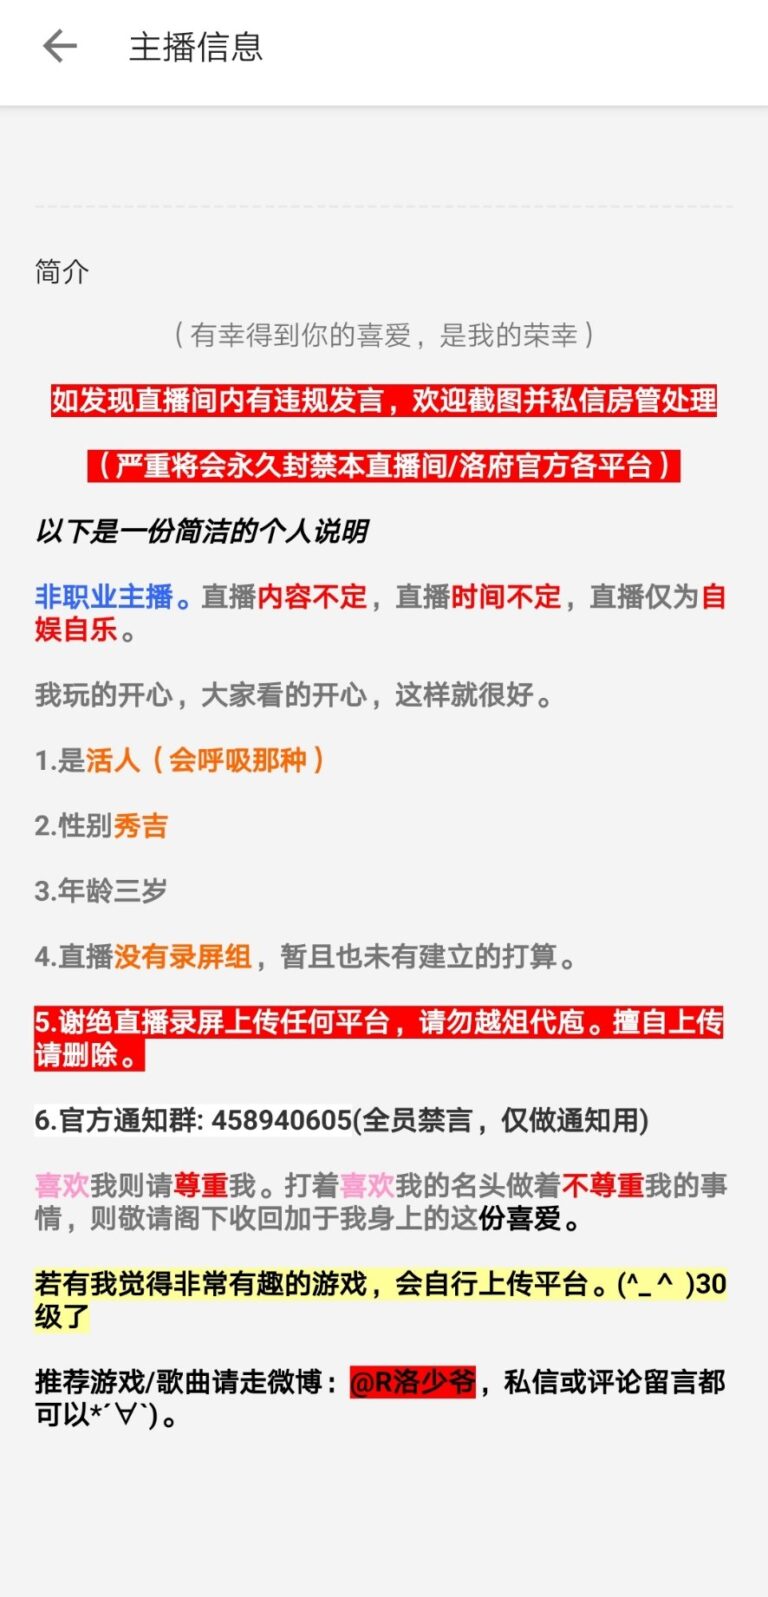 主播信息
简介
（有幸得到你的喜爱，是我的荣幸）
如发现直播间内有违规发言，欢迎截图并私信房管处理
（严重将会永久封禁本直播间/洛府官方各平台）
以下是一份简洁的个人说明
非职业主播。直播内容不定，直播时间不定，直播仅为自
娱自乐。
我玩的开心，大家看的开心，这样就很好。
1.是活人（会呼吸那种）
2.性别秀吉
3.年龄三岁
4.直播没有录屏组，暂且也未有建立的打算。
5.谢绝直播录屏上传任何平台，请勿越俎代庖。擅自上传
请删除。
6.官方通知群: 458940605(全员禁言，仅做通知用)
喜欢我则请尊重我。打着喜欢我的名头做着不尊重我的事
情，则敬请阁下收回加于我身上的这份喜爱。
若有我觉得非常有趣的游戏，会自行上传平台。(^_ ^ )30
级了
推荐游戏/歌曲请走微博：@R洛少爷，私信或评论留言都
可以*´∀`)。